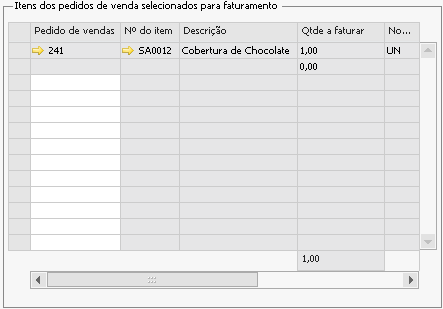 Itens dos pedidos de venda selecionados para faturamento
Pedido de vendas Nº do item Descrição Qtde a faturar No...
241 SA0012 Cobertura de Chocolate 1,00 UN
0,00
1,00